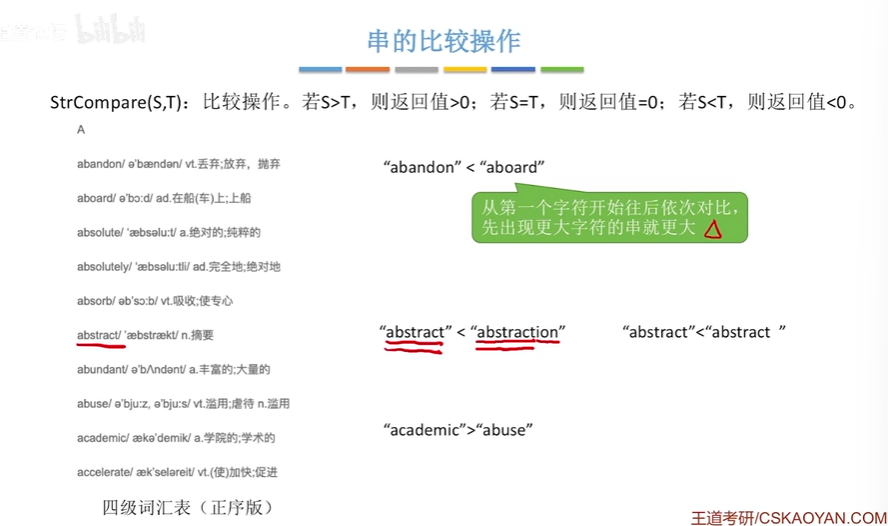 bilibili
串的比较操作
StrCompare(S,T)：比较操作。若S>T，则返回值>0；若S=T，则返回值=0；若S<T，则返回值<0。
A
abandon/ ə'bændən/ vt.丢弃;放弃，抛弃
“abandon” < “aboard”
aboard/ ə'bɔ:d/ ad.在船(车)上;上船
从第一个字符开始往后依次对比，
先出现更大字符的串就更大
absolute/ 'æbsəlu:t/ a.绝对的;纯粹的
absolutely/ 'æbsəlu:tli/ ad.完全地;绝对地
absorb/ əb'sɔ:b/ vt.吸收;使专心
abstract/ 'æbstrækt/ n.摘要
“abstract” < “abstraction”
“abstract”<“abstract ”
abundant/ ə'bΛndənt/ a.丰富的;大量的
abuse/ ə'bju:z, ə'bju:s/ vt.滥用;虐待 n.滥用
academic/ ækə'demik/ a.学院的;学术的
“academic”>“abuse”
accelerate/ æk'seləreit/ vt.(使)加快;促进
四级词汇表（正序版）
王道考研/CSKAOYAN.COM